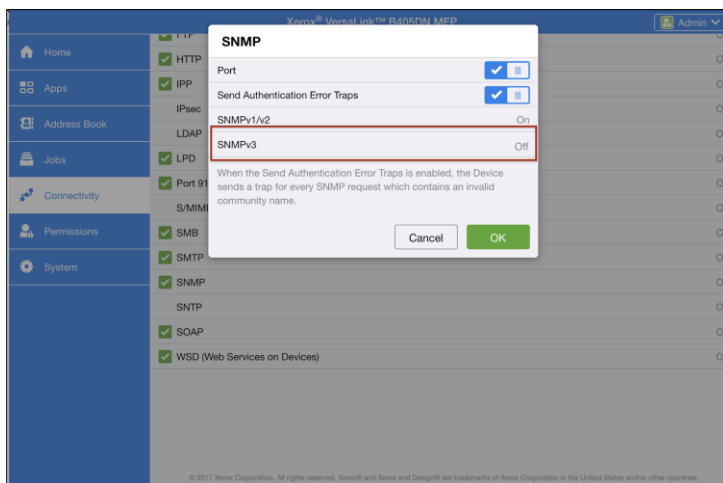 Xerox® VersaLink™ B405DN MFP
Admin
Home
Apps
Address Book
Jobs
Connectivity
Permissions
System
FTP
HTTP
IPP
IPsec
LDAP
LPD
Port 91
S/MIM
SMB
SMTP
SNMP
SNTP
SOAP
WSD (Web Services on Devices)
SNMP
Port
Send Authentication Error Traps
SNMPv1/v2 On
SNMPv3 Off
When the Send Authentication Error Traps is enabled, the Device
sends a trap for every SNMP request which contains an invalid
community name.
Cancel OK
© 2017 Xerox Corporation. All rights reserved. Xerox® and Xerox and Design® are trademarks of Xerox Corporation in the United States and/or other countries.